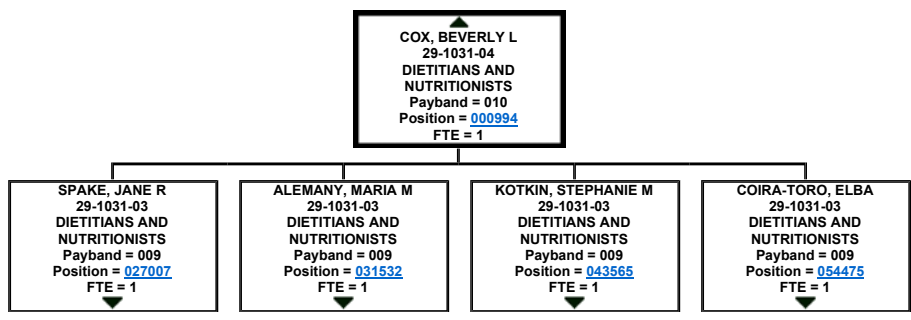 COX, BEVERLY L
29-1031-04
DIETITIANS AND
NUTRITIONISTS
Payband = 010
Position = 000994
FTE = 1
SPAKE, JANE R
29-1031-03
DIETITIANS AND
NUTRITIONISTS
Payband = 009
Position = 027007
FTE = 1
ALEMANY, MARIA M
29-1031-03
DIETITIANS AND
NUTRITIONISTS
Payband = 009
Position = 031532
FTE = 1
KOTKIN, STEPHANIE M
29-1031-03
DIETITIANS AND
NUTRITIONISTS
Payband = 009
Position = 043565
FTE = 1
COIRA-TORO, ELBA
29-1031-03
DIETITIANS AND
NUTRITIONISTS
Payband = 009
Position = 054475
FTE = 1